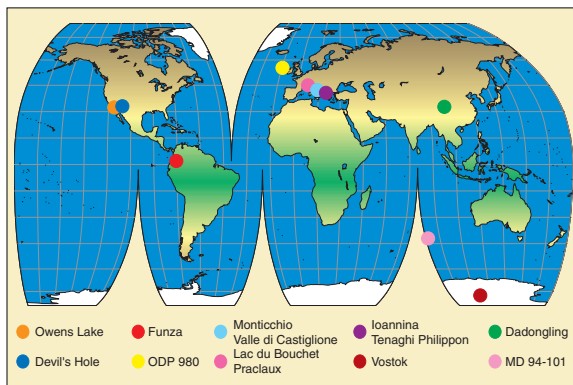 Owens Lake
Funza
Monticchio
Valle di Castiglione
Ioannina
Tenaghi Philippon
Dadongling
Devil's Hole
ODP 980
Lac du Bouchet
Praclaux
Vostok
MD 94-101